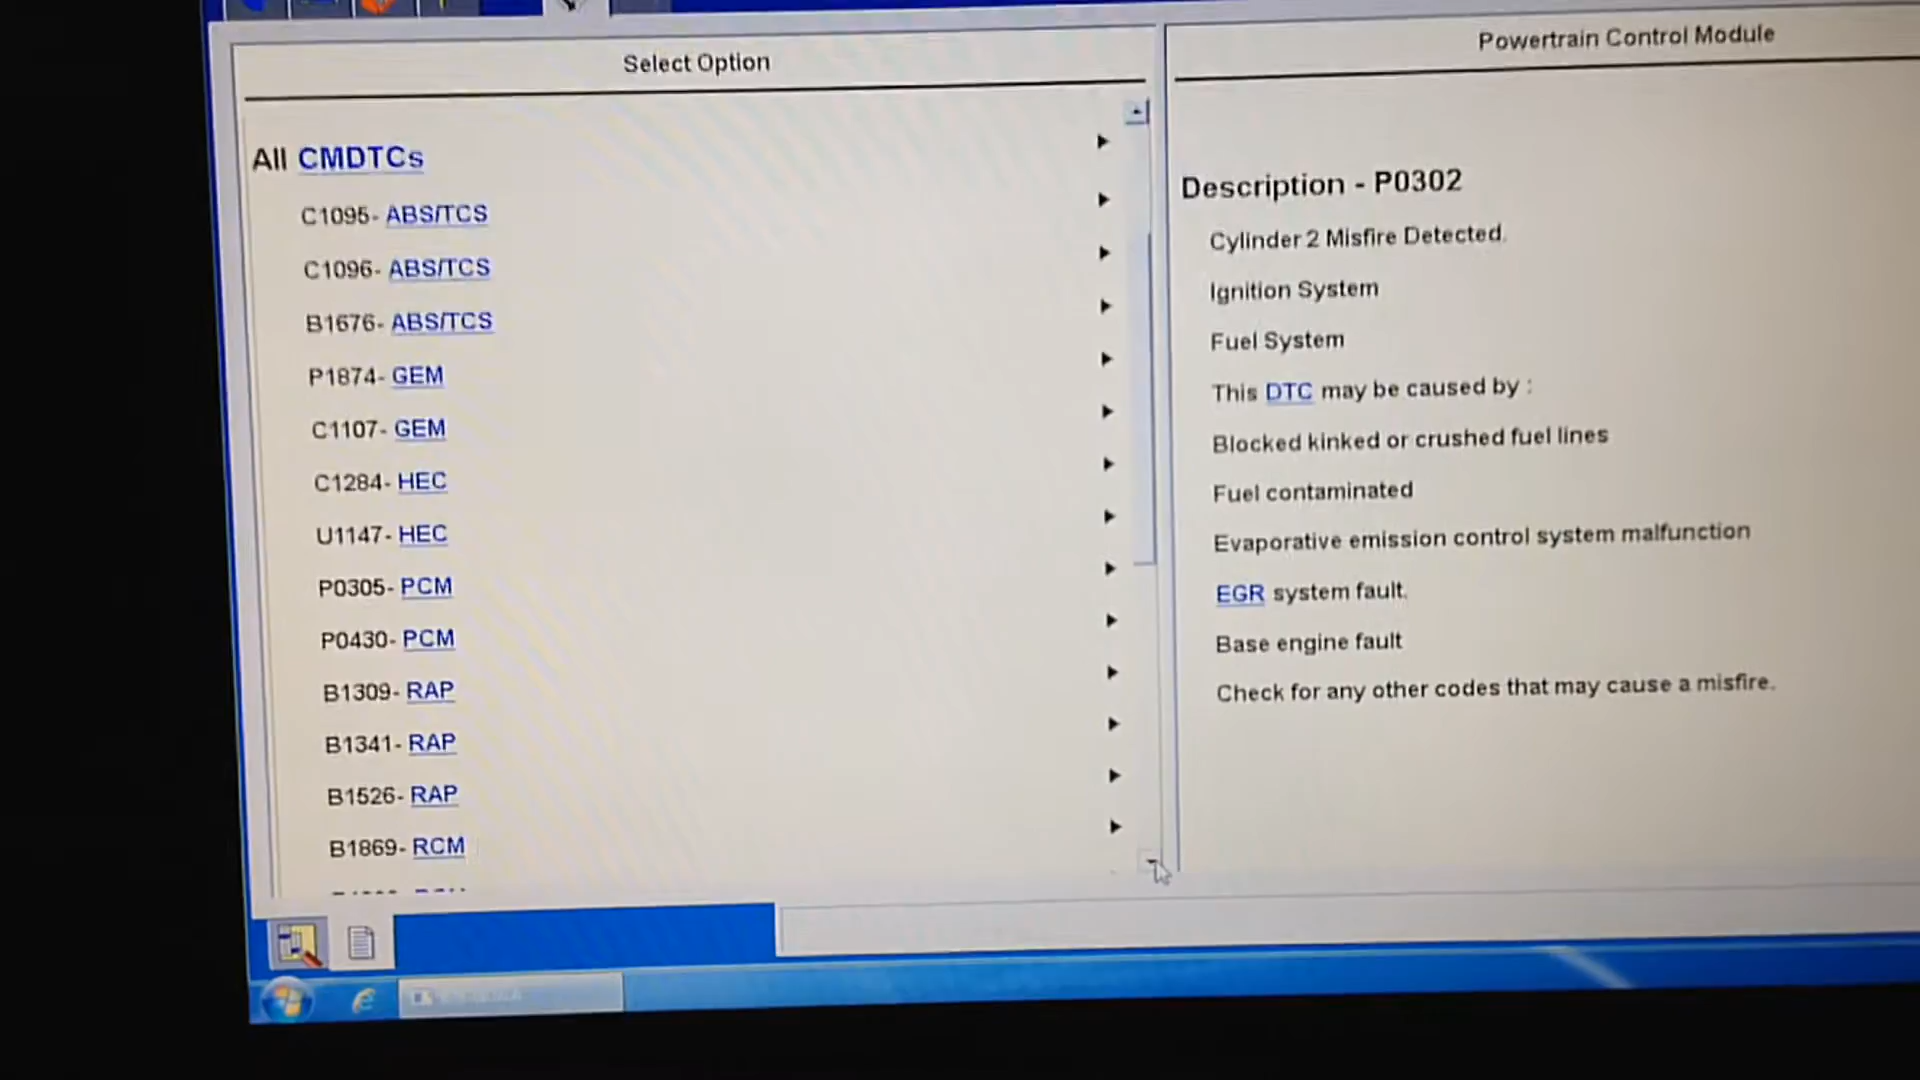 Select Option
All CMDTCs
C1095- ABS/TCS
C1096- ABS/TCS
B1676- ABS/TCS
P1874- GEM
C1107- GEM
C1284- HEC
U1147- HEC
P0305- PCM
P0430- PCM
B1309- RAP
B1341- RAP
B1526- RAP
B1869- RCM
Powertrain Control Module
Description - P0302
Cylinder 2 Misfire Detected.
Ignition System
Fuel System
This DTC may be caused by :
Blocked kinked or crushed fuel lines
Fuel contaminated
Evaporative emission control system malfunction
EGR system fault.
Base engine fault
Check for any other codes that may cause a misfire.